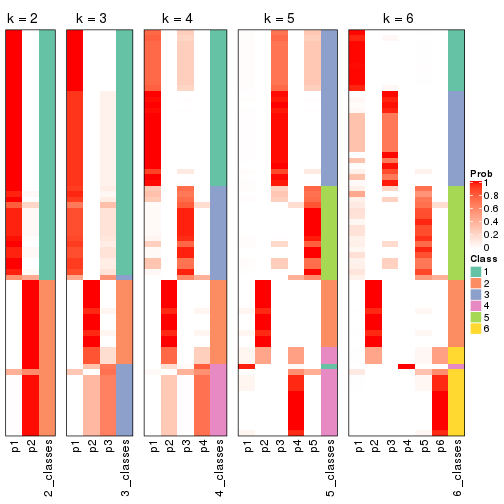 k = 2
k = 3
k = 4
k = 5
k = 6
p1
p2
2_classes
p1
p2
p3
3_classes
p1
p2
p3
p4
4_classes
p1
p2
p3
p4
p5
5_classes
p1
p2
p3
p4
p5
p6
6_classes
Prob
1
0.8
0.6
0.4
0.2
0
Class
1
2
3
4
5
6